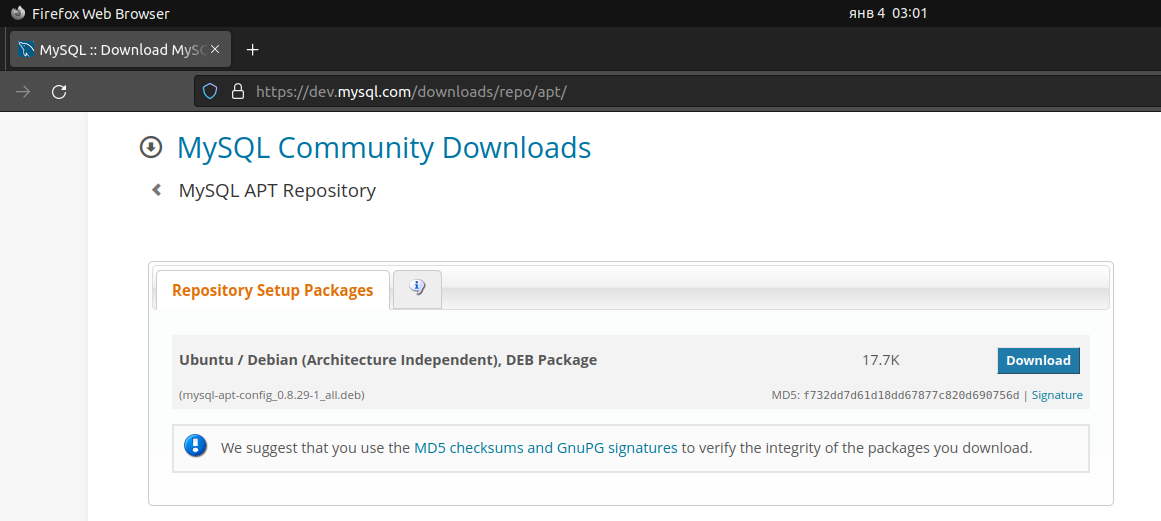 Firefox Web Browser
янв 4 03:01
MySQL :: Download MySQ
https://dev.mysql.com/downloads/repo/apt/
MySQL Community Downloads
MySQL APT Repository
Repository Setup Packages
Ubuntu / Debian (Architecture Independent), DEB Package 17.7K Download
(mysql-apt-config_0.8.29-1_all.deb) MD5: f732dd7d61d18dd67877c820d690756d | Signature
We suggest that you use the MD5 checksums and GnuPG signatures to verify the integrity of the packages you download.